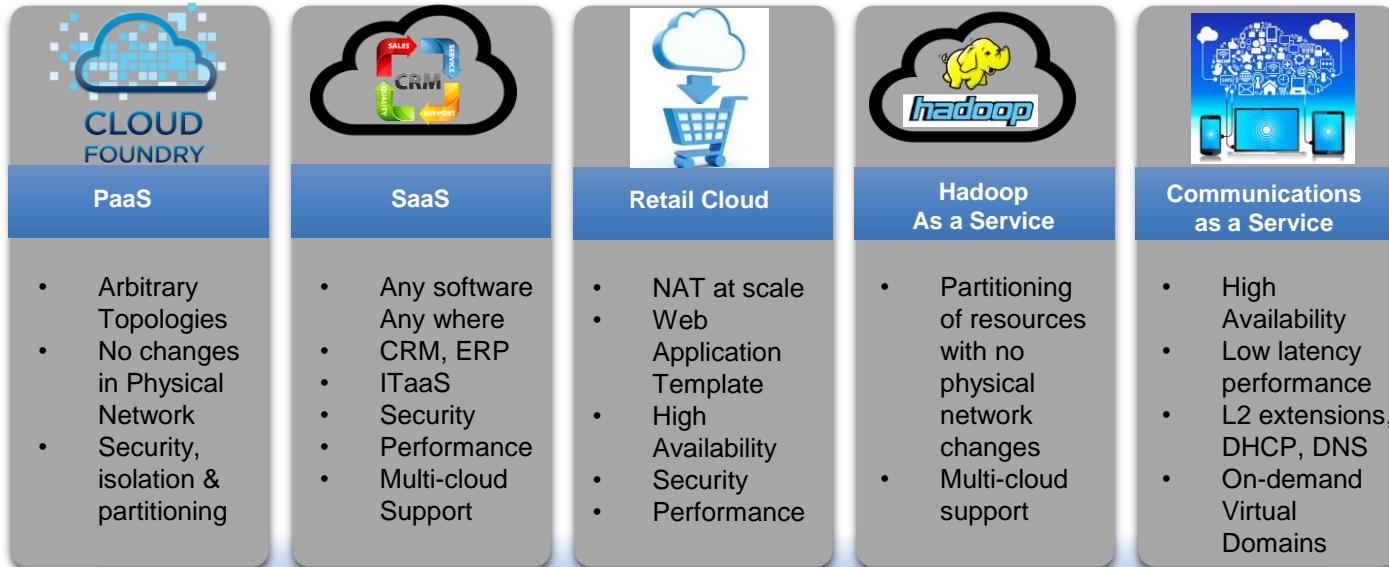 CLOUD
FOUNDRY
PaaS
• Arbitrary
Topologies
• No changes
in Physical
Network
• Security,
isolation &
partitioning
SALES
SERVICE
CRM
QUALITY
SUPPORT
SaaS
• Any software
Any where
• CRM, ERP
• ITaaS
• Security
• Performance
• Multi-cloud
Support
Retail Cloud
• NAT at scale
• Web
Application
Template
• High
Availability
• Security
• Performance
hadoop
Hadoop
As a Service
• Partitioning
of resources
with no
physical
network
changes
• Multi-cloud
support
Communications
as a Service
• High
Availability
• Low latency
performance
• L2 extensions,
DHCP, DNS
• On-demand
Virtual
Domains